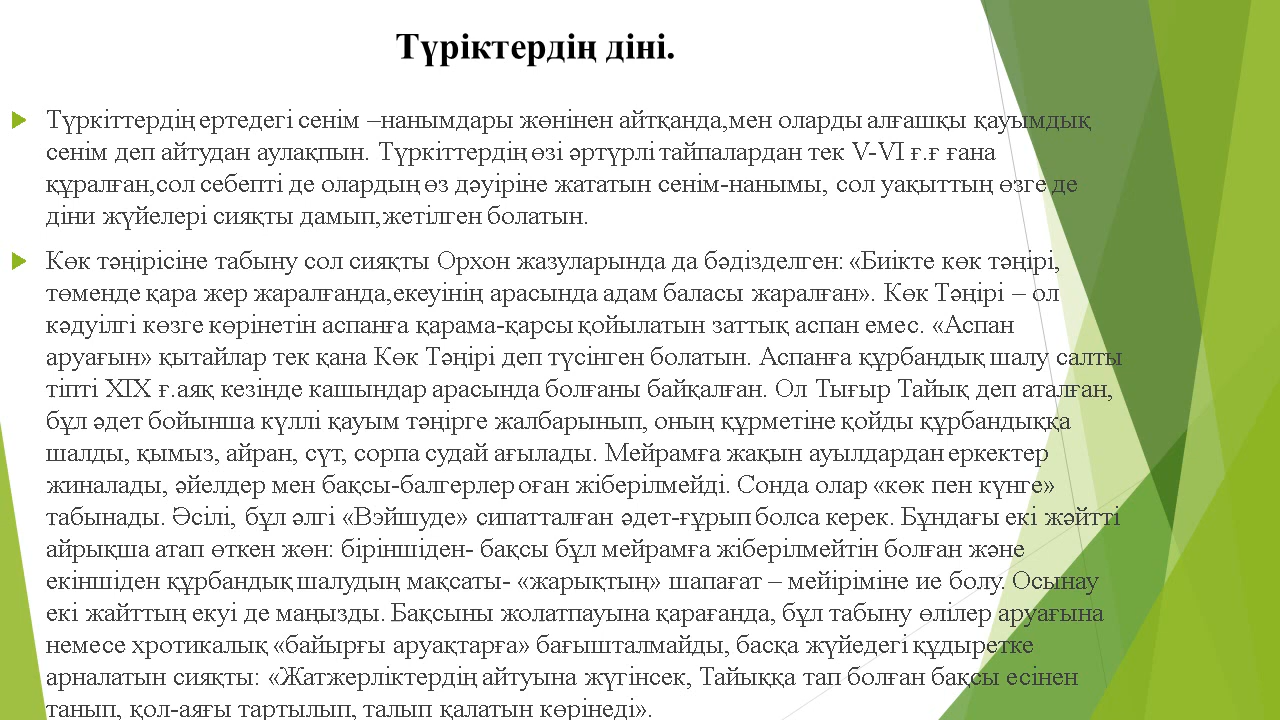 Түріктердің діні.
Түркіттердің ертедегі сенім –нанымдары жөнінен айтқанда,мен оларды алғашқы қауымдық
сенім деп айтудан аулақпын. Түркіттердің өзі әртүрлі тайпалардан тек V-VI ғ.ғ ғана
құралған,сол себепті де олардың өз дәуіріне жататын сенім-нанымы, сол уақыттың өзге де
діни жүйелері сияқты дамып,жетілген болатын.
Көк тәңірісіне табыну сол сияқты Орхон жазуларында да бәдізделген: «Биікте көк тәңірі,
төменде қара жер жаралғанда,екеуінің арасында адам баласы жаралған». Көк Тәңірі – ол
кәдуілгі көзге көрінетін аспанға қарама-қарсы қойылатын заттық аспан емес. «Аспан
аруағын» қытайлар тек қана Көк Тәңірі деп түсінген болатын. Аспанға құрбандық шалу салты
тіпті XIX ғ.аяқ кезінде кашындар арасында болғаны байқалған. Ол Тығыр Тайық деп аталған,
бұл әдет бойынша күллі қауым тәңірге жалбарынып, оның құрметіне қойды құрбандыққа
шалды, қымыз, айран, сүт, сорпа судай ағылады. Мейрамға жақын ауылдардан еркектер
жиналады, әйелдер мен бақсы-балгерлер оған жіберілмейді. Сонда олар «көк пен күнге»
табынады. Әсілі, бұл әлгі «Вэйшуде» сипатталған әдет-ғұрып болса керек. Бұндағы екі жәйтті
айрықша атап өткен жөн: біріншіден- бақсы бұл мейрамға жіберілмейтін болған және
екіншіден құрбандық шалудың мақсаты- «жарықтың» шапағат – мейіріміне ие болу. Осынау
екі жайттың екуі де маңызды. Бақсыны жолатпауына қарағанда, бұл табыну өлілер аруағына
немесе хротикалық «байырғы аруақтарға» бағышталмайды, басқа жүйедегі құдыретке
арналатын сияқты: «Жатжерліктердің айтуына жүгінсек, Тайыққа тап болған бақсы есінен
танып, қол-аяғы тартылып, талып қалатын көрінеді».